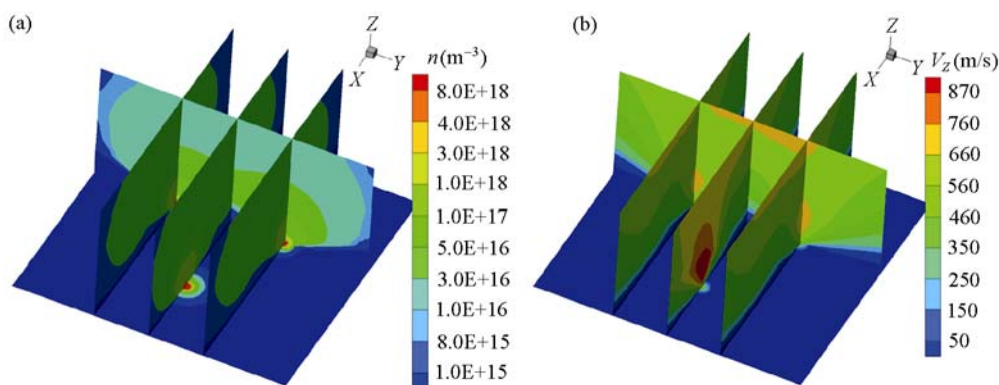 (a)
Z
X
Y
n(m⁻³)
8.0E+18
4.0E+18
3.0E+18
1.0E+18
1.0E+17
5.0E+16
3.0E+16
1.0E+16
8.0E+15
1.0E+15
(b)
Z
X
Y
V_Z(m/s)
870
760
660
560
460
350
250
150
50